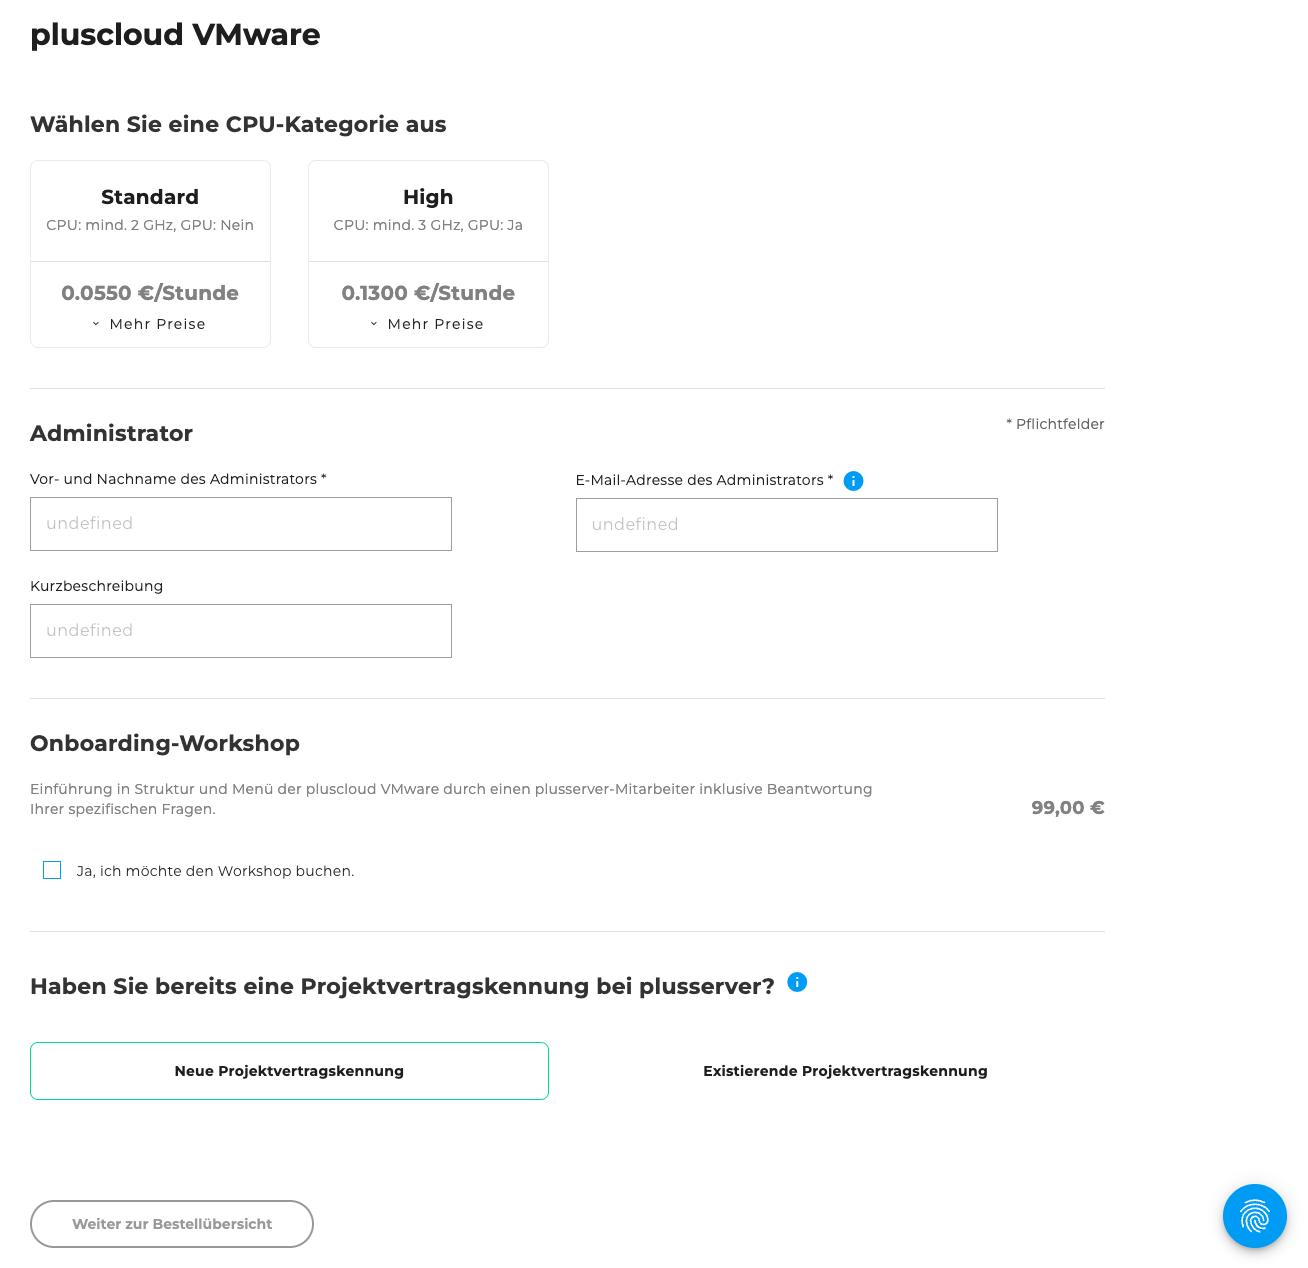 pluscloud VMware
Wählen Sie eine CPU-Kategorie aus
Standard
CPU: mind. 2 GHz, GPU: Nein
0.0550 €/Stunde
Mehr Preise
High
CPU: mind. 3 GHz, GPU: Ja
0.1300 €/Stunde
Mehr Preise
Administrator
* Pflichtfelder
Vor- und Nachname des Administrators *
undefined
E-Mail-Adresse des Administrators *
undefined
Kurzbeschreibung
undefined
Onboarding-Workshop
Einführung in Struktur und Menü der pluscloud VMware durch einen plusserver-Mitarbeiter inklusive Beantwortung
Ihrer spezifischen Fragen.
99,00 €
Ja, ich möchte den Workshop buchen.
Haben Sie bereits eine Projektvertragskennung bei plusserver?
Neue Projektvertragskennung
Existierende Projektvertragskennung
Weiter zur Bestellübersicht